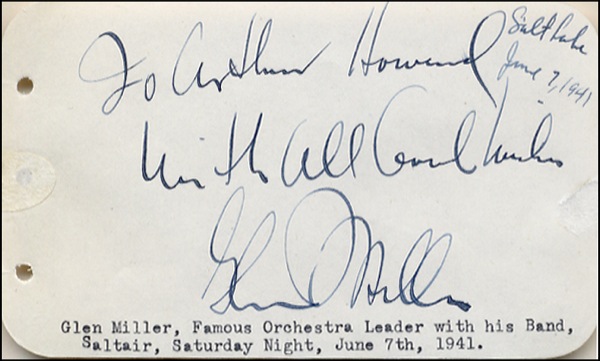 To Arthur Howard
Salt Lake
June 7, 1941
With All Good Wishes
Glenn Miller
Glen Miller, Famous Orchestra Leader with his Band,
Saltair, Saturday Night, June 7th, 1941.